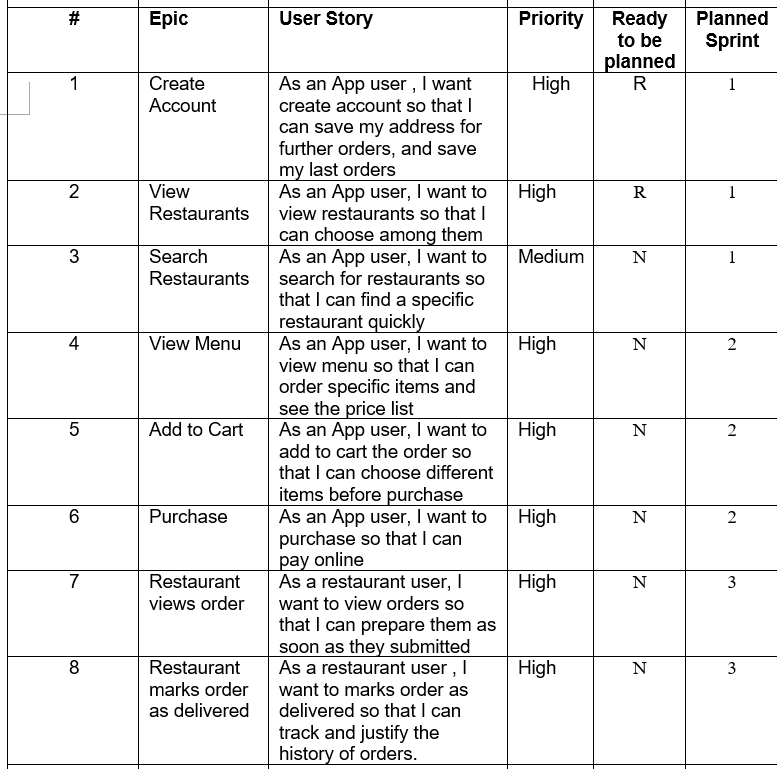 # Epic User Story Priority Ready to be planned Planned Sprint
1 Create Account As an App user , I want create account so that I can save my address for further orders, and save my last orders High R 1
2 View Restaurants As an App user, I want to view restaurants so that I can choose among them High R 1
3 Search Restaurants As an App user, I want to search for restaurants so that I can find a specific restaurant quickly Medium N 1
4 View Menu As an App user, I want to view menu so that I can order specific items and see the price list High N 2
5 Add to Cart As an App user, I want to add to cart the order so that I can choose different items before purchase High N 2
6 Purchase As an App user, I want to purchase so that I can pay online High N 2
7 Restaurant views order As a restaurant user, I want to view orders so that I can prepare them as soon as they submitted High N 3
8 Restaurant marks order as delivered As a restaurant user , I want to marks order as delivered so that I can track and justify the history of orders. High N 3